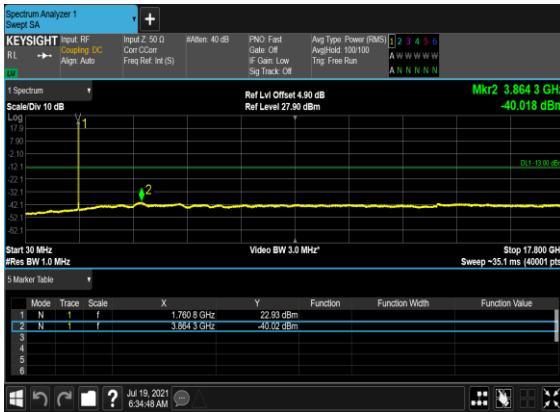 Spectrum Analyzer 1
Swept SA
KEYSIGHT Input: RF Input Z: 50 Ω #Atten: 40 dB PNO: Fast Avg Type: Power (RMS) 1 2 3 4 5 6
RL Coupling: DC Corr CCorr Gate: Off Avg|Hold: 100/100 A W W W W W
Align: Auto Freq Ref: Int (S) IF Gain: Low Trig: Free Run
LXI Sig Track: Off A N N N N N
1 Spectrum Ref Lvl Offset 4.90 dB Mkr2 3.864 3 GHz
Scale/Div 10 dB Ref Level 27.90 dBm -40.018 dBm
Log
17.9
7.90
-2.10
-12.1
-22.1
-32.1
-42.1
-52.1
-62.1
1
2
DL1 -13.00 dBm
Start 30 MHz Video BW 3.0 MHz* Stop 17.800 GHz
#Res BW 1.0 MHz Sweep ~35.1 ms (40001 pts)
5 Marker Table
Mode Trace Scale X Y Function Function Width Function Value
1 N 1 f 1.760 8 GHz 22.93 dBm
2 N 1 f 3.864 3 GHz -40.02 dBm
3
4
5
6
? Jul 19, 2021
6:34:48 AM